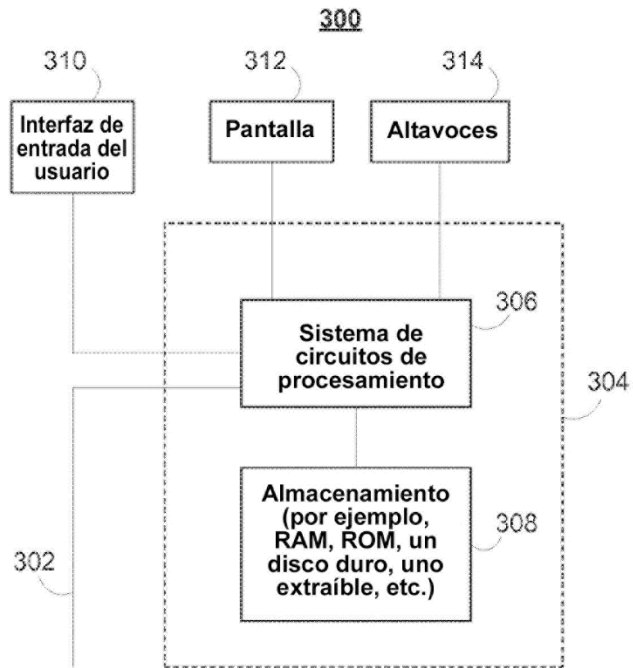 300
310
312
314
Interfaz de
entrada del
usuario
Pantalla
Altavoces
306
Sistema de
circuitos de
procesamiento
304
Almacenamiento
(por ejemplo,
RAM, ROM, un
disco duro, uno
extraíble, etc.)
308
302